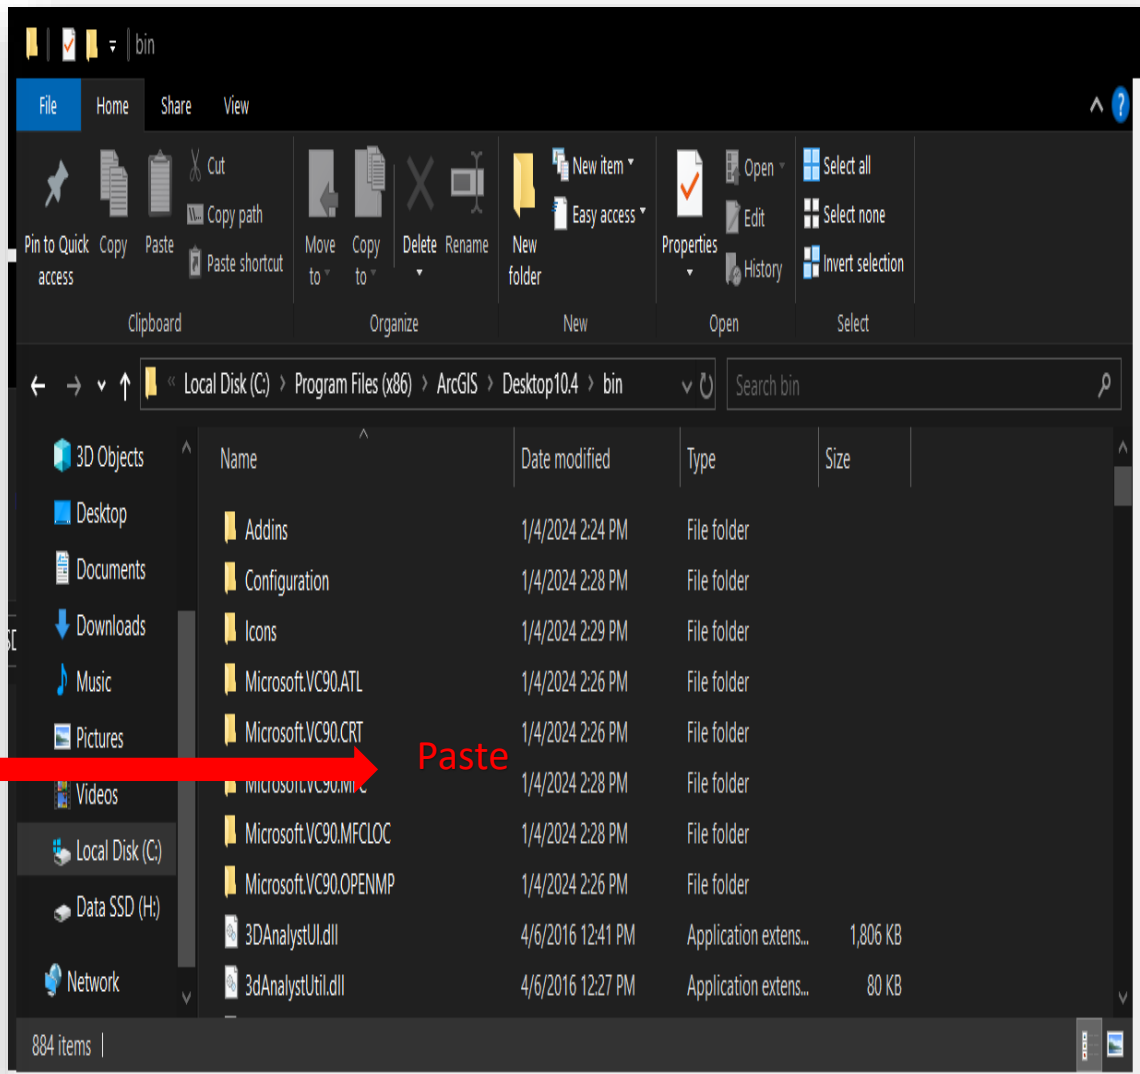 bin
File Home Share View
Pin to Quick access Copy Paste Cut Copy path Paste shortcut
Move to Copy to Delete Rename
New folder New item Easy access
Properties Open Edit History
Select all Select none Invert selection
Clipboard Organize New Open Select
« Local Disk (C:) > Program Files (x86) > ArcGIS > Desktop10.4 > bin Search bin
3D Objects
Desktop
Documents
Downloads
Music
Pictures
Videos
Local Disk (C:)
Data SSD (H:)
Network
Name Date modified Type Size
Addins 1/4/2024 2:24 PM File folder
Configuration 1/4/2024 2:28 PM File folder
Icons 1/4/2024 2:29 PM File folder
Microsoft.VC90.ATL 1/4/2024 2:26 PM File folder
Microsoft.VC90.CRT 1/4/2024 2:26 PM File folder
Paste
Microsoft.VC90.MFC 1/4/2024 2:28 PM File folder
Microsoft.VC90.MFCLOC 1/4/2024 2:28 PM File folder
Microsoft.VC90.OPENMP 1/4/2024 2:26 PM File folder
3DAnalystUI.dll 4/6/2016 12:41 PM Application extens... 1,806 KB
3dAnalystUtil.dll 4/6/2016 12:27 PM Application extens... 80 KB
884 items